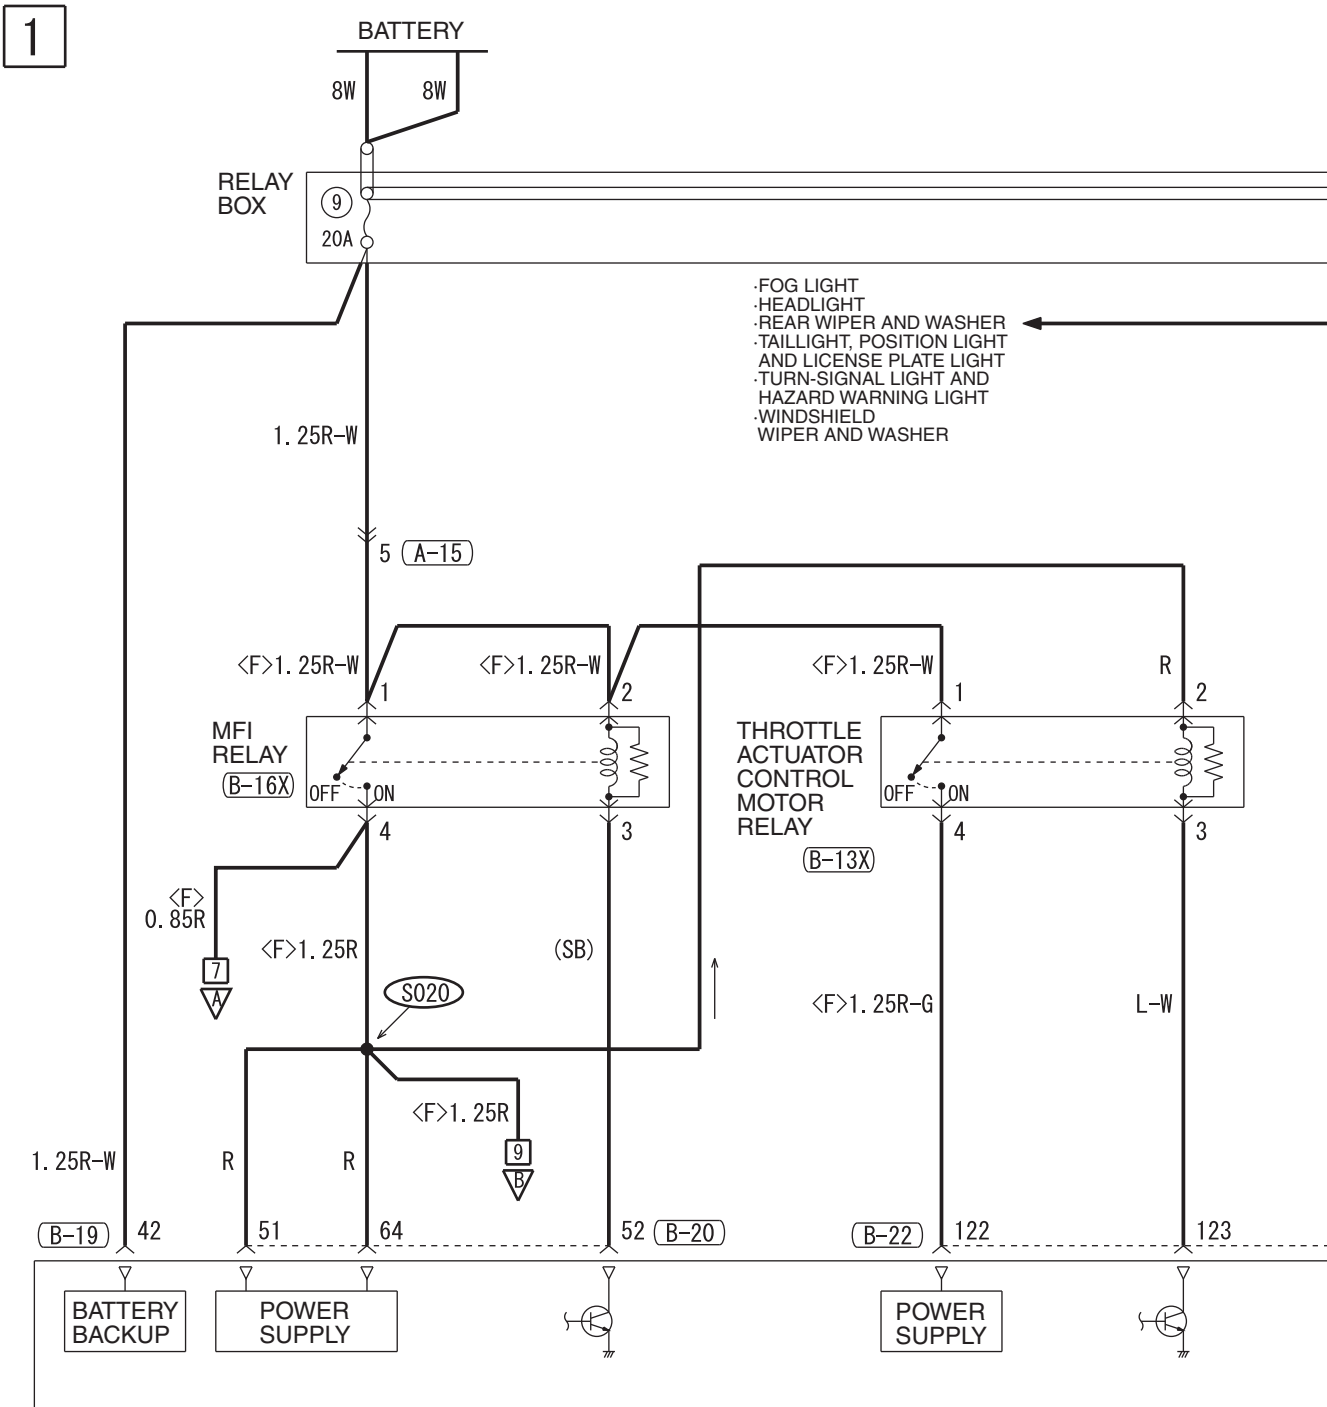 1
BATTERY
8W 8W
RELAY
BOX
9
20A
·FOG LIGHT
·HEADLIGHT
·REAR WIPER AND WASHER
·TAILLIGHT, POSITION LIGHT
AND LICENSE PLATE LIGHT
·TURN-SIGNAL LIGHT AND
HAZARD WARNING LIGHT
·WINDSHIELD
WIPER AND WASHER
1.25R-W
5 A-15
<F>1.25R-W <F>1.25R-W <F>1.25R-W R
1 2 1 2
MFI
RELAY
B-16X
OFF ON
THROTTLE
ACTUATOR
CONTROL
MOTOR
RELAY
B-13X
OFF ON
4 3 4 3
<F>
0.85R
<F>1.25R (SB)
7
A
S020
<F>1.25R-G L-W
<F>1.25R
9
B
1.25R-W R R
B-19 42 51 64 52 B-20 B-22 122 123
BATTERY
BACKUP
POWER
SUPPLY
POWER
SUPPLY